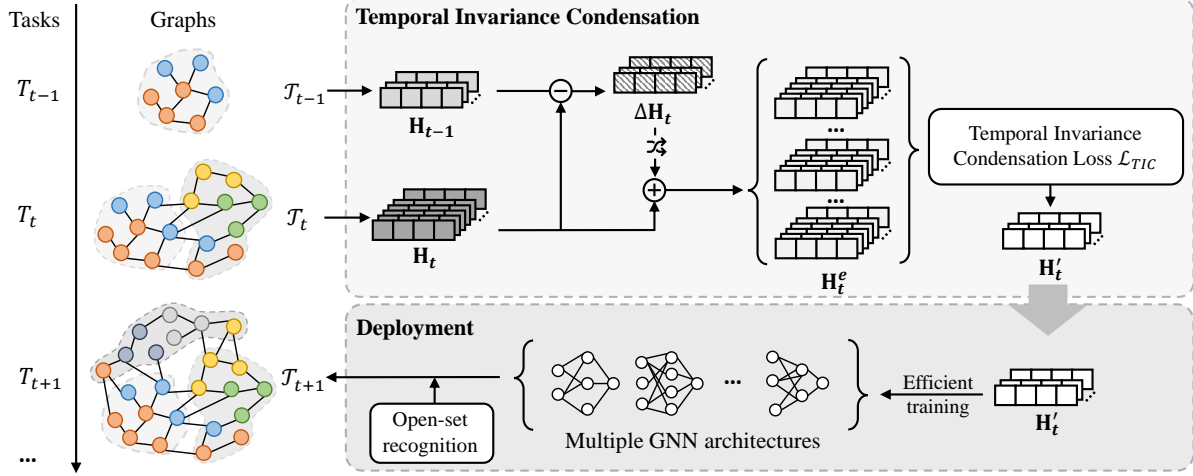 Tasks
Graphs
Temporal Invariance Condensation
T_{t-1}
𝒯_{t-1}
H_{t-1}
ΔH_t
...
...
Temporal Invariance
Condensation Loss ℒ_{TIC}
T_t
𝒯_t
H_t
H_t^e
H_t′
Deployment
T_{t+1}
𝒯_{t+1}
Open-set
recognition
...
Multiple GNN architectures
Efficient
training
H_t′
...